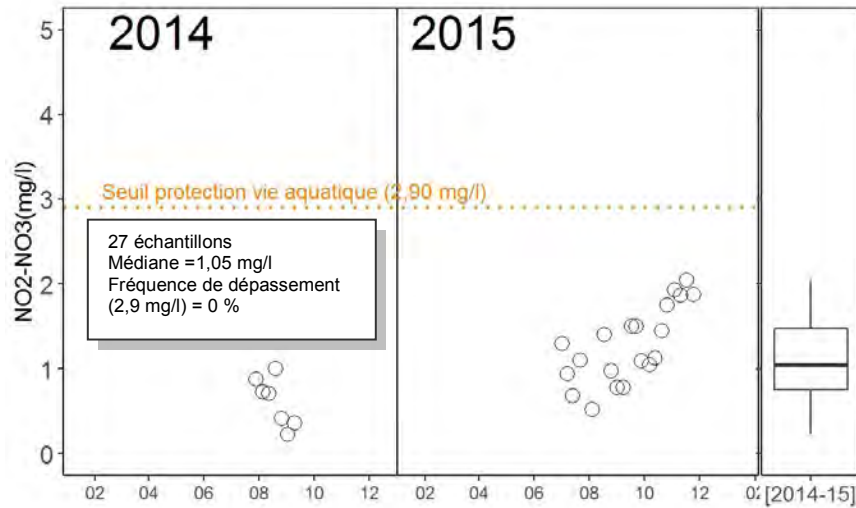 2014
2015
5
4
3
2
1
0
NO2-NO3(mg/l)
Seuil protection vie aquatique (2,90 mg/l)
27 échantillons
Médiane =1,05 mg/l
Fréquence de dépassement
(2,9 mg/l) = 0 %
02 04 06 08 10 12 02 04 06 08 10 12 02
[2014-15]